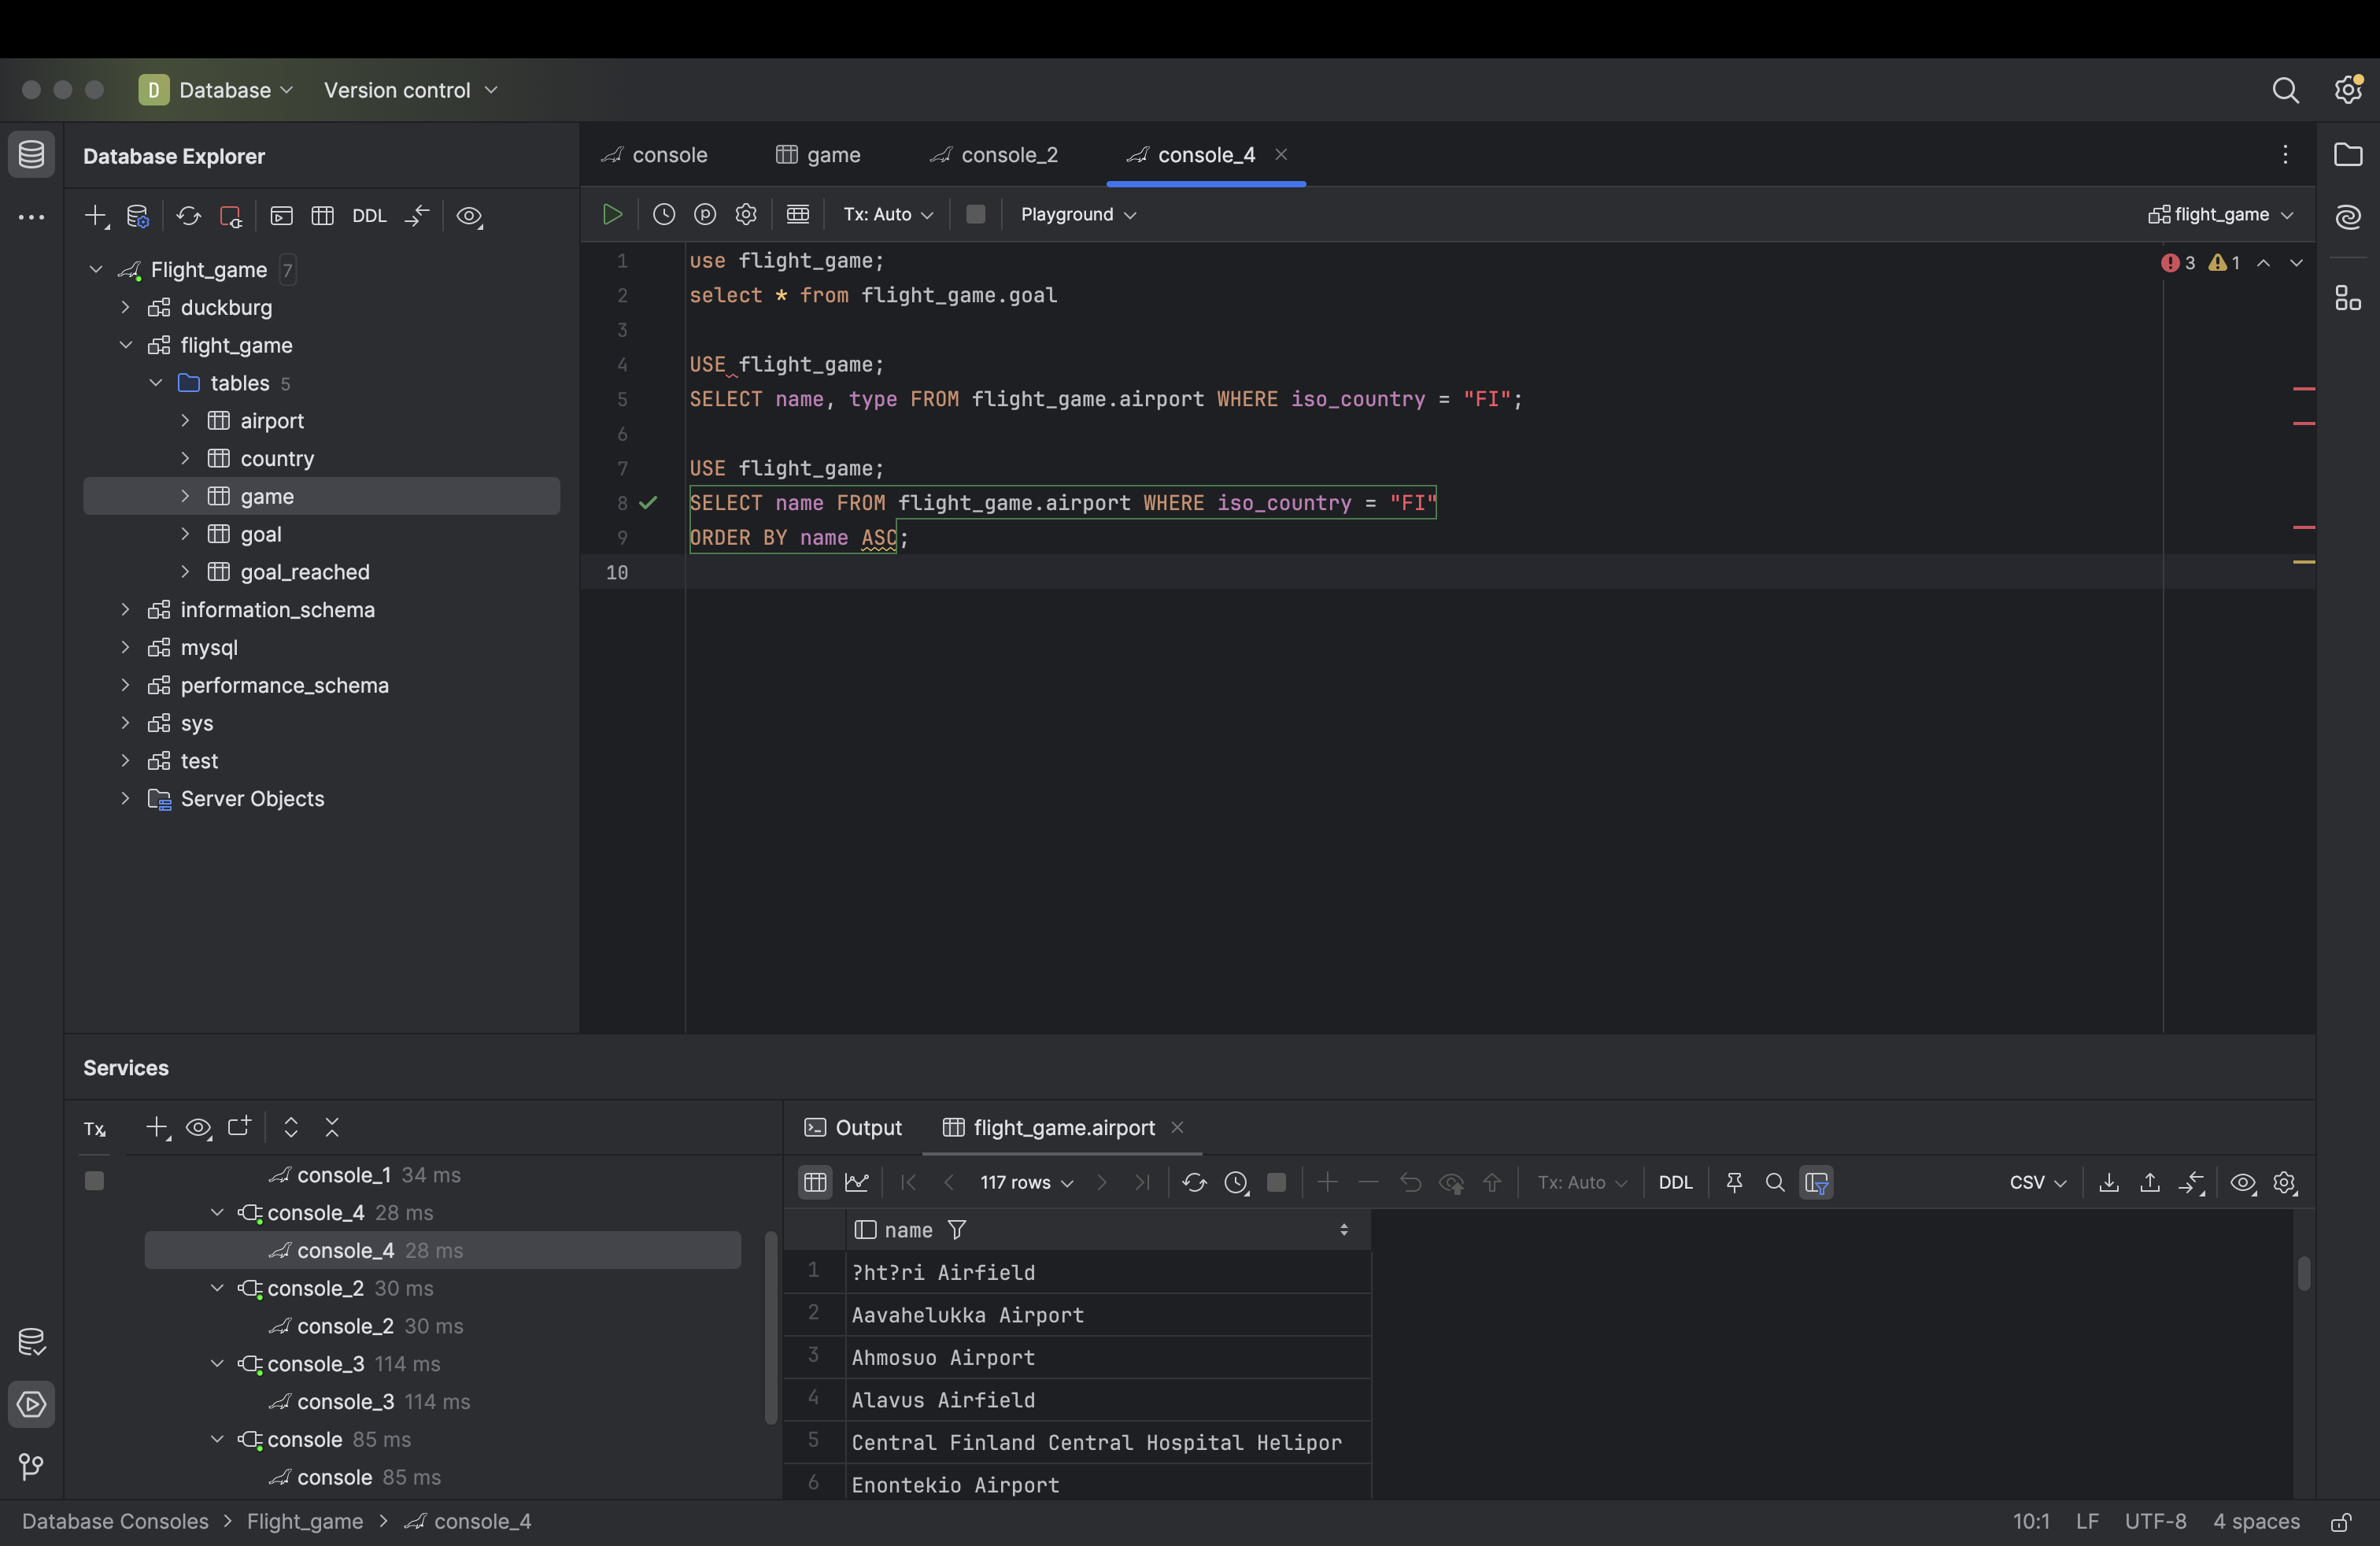 D Database Version control
Database Explorer
DDL
Flight_game 7
duckburg
flight_game
tables 5
airport
country
game
goal
goal_reached
information_schema
mysql
performance_schema
sys
test
Server Objects
console game console_2 console_4
Tx: Auto Playground flight_game
3 1
1 use flight_game;
2 select * from flight_game.goal
3
4 USE flight_game;
5 SELECT name, type FROM flight_game.airport WHERE iso_country = "FI";
6
7 USE flight_game;
8 SELECT name FROM flight_game.airport WHERE iso_country = "FI"
9 ORDER BY name ASC;
10
Services
Tx
console_1 34 ms
console_4 28 ms
console_4 28 ms
console_2 30 ms
console_2 30 ms
console_3 114 ms
console_3 114 ms
console 85 ms
console 85 ms
Output flight_game.airport
117 rows Tx: Auto DDL CSV
name
1 ?ht?ri Airfield
2 Aavahelukka Airport
3 Ahmosuo Airport
4 Alavus Airfield
5 Central Finland Central Hospital Helipor
6 Enontekio Airport
Database Consoles > Flight_game > console_4
10:1 LF UTF-8 4 spaces